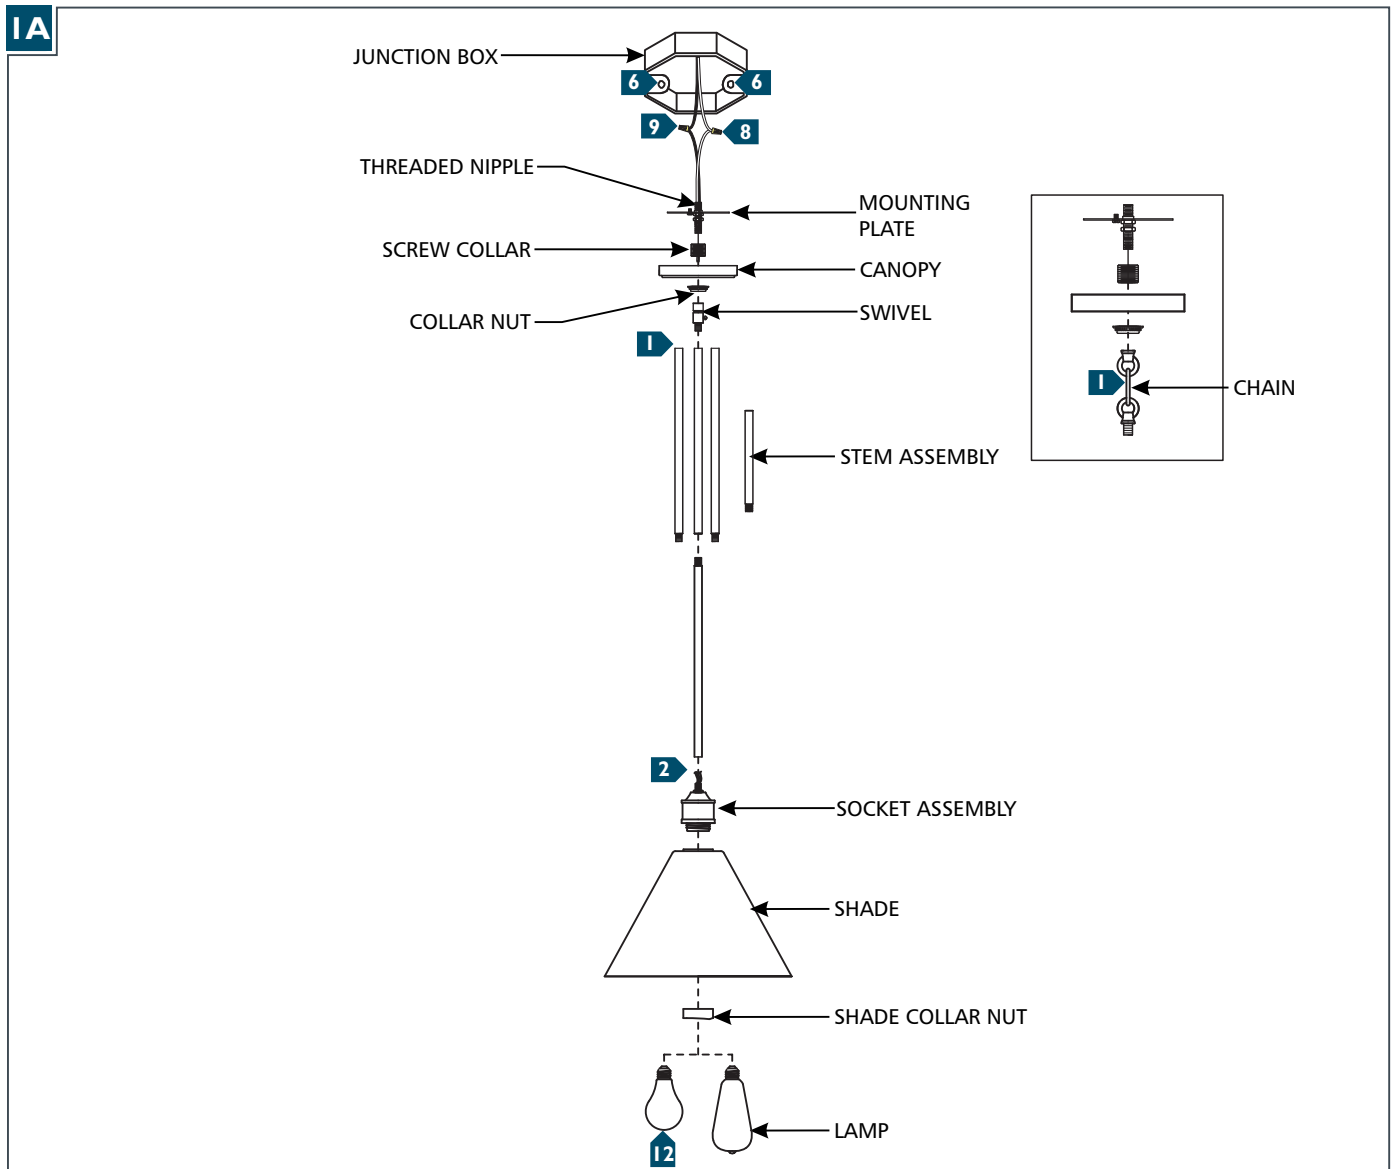 1A
JUNCTION BOX
6
6
9
8
THREADED NIPPLE
MOUNTING
PLATE
SCREW COLLAR
CANOPY
COLLAR NUT
SWIVEL
1
1
CHAIN
STEM ASSEMBLY
2
SOCKET ASSEMBLY
SHADE
SHADE COLLAR NUT
LAMP
12